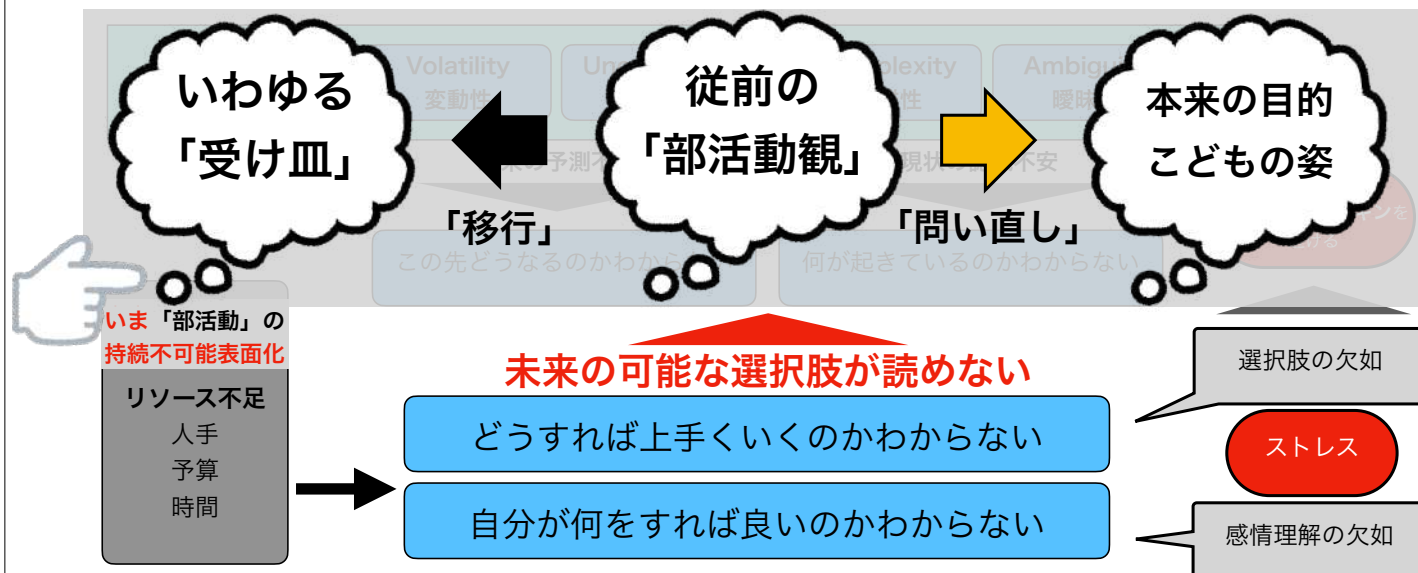 いわゆる
「受け皿」
従前の
「部活動観」
本来の目的
こどもの姿
「移行」
「問い直し」
Volatility
変動性
この先どうなるのかわから
何が起きているのかわからない
いま「部活動」の
持続不可能表面化
リソース不足
人手
予算
時間
未来の可能な選択肢が読めない
どうすれば上手くいくのかわからない
自分が何をすれば良いのかわからない
選択肢の欠如
ストレス
感情理解の欠如